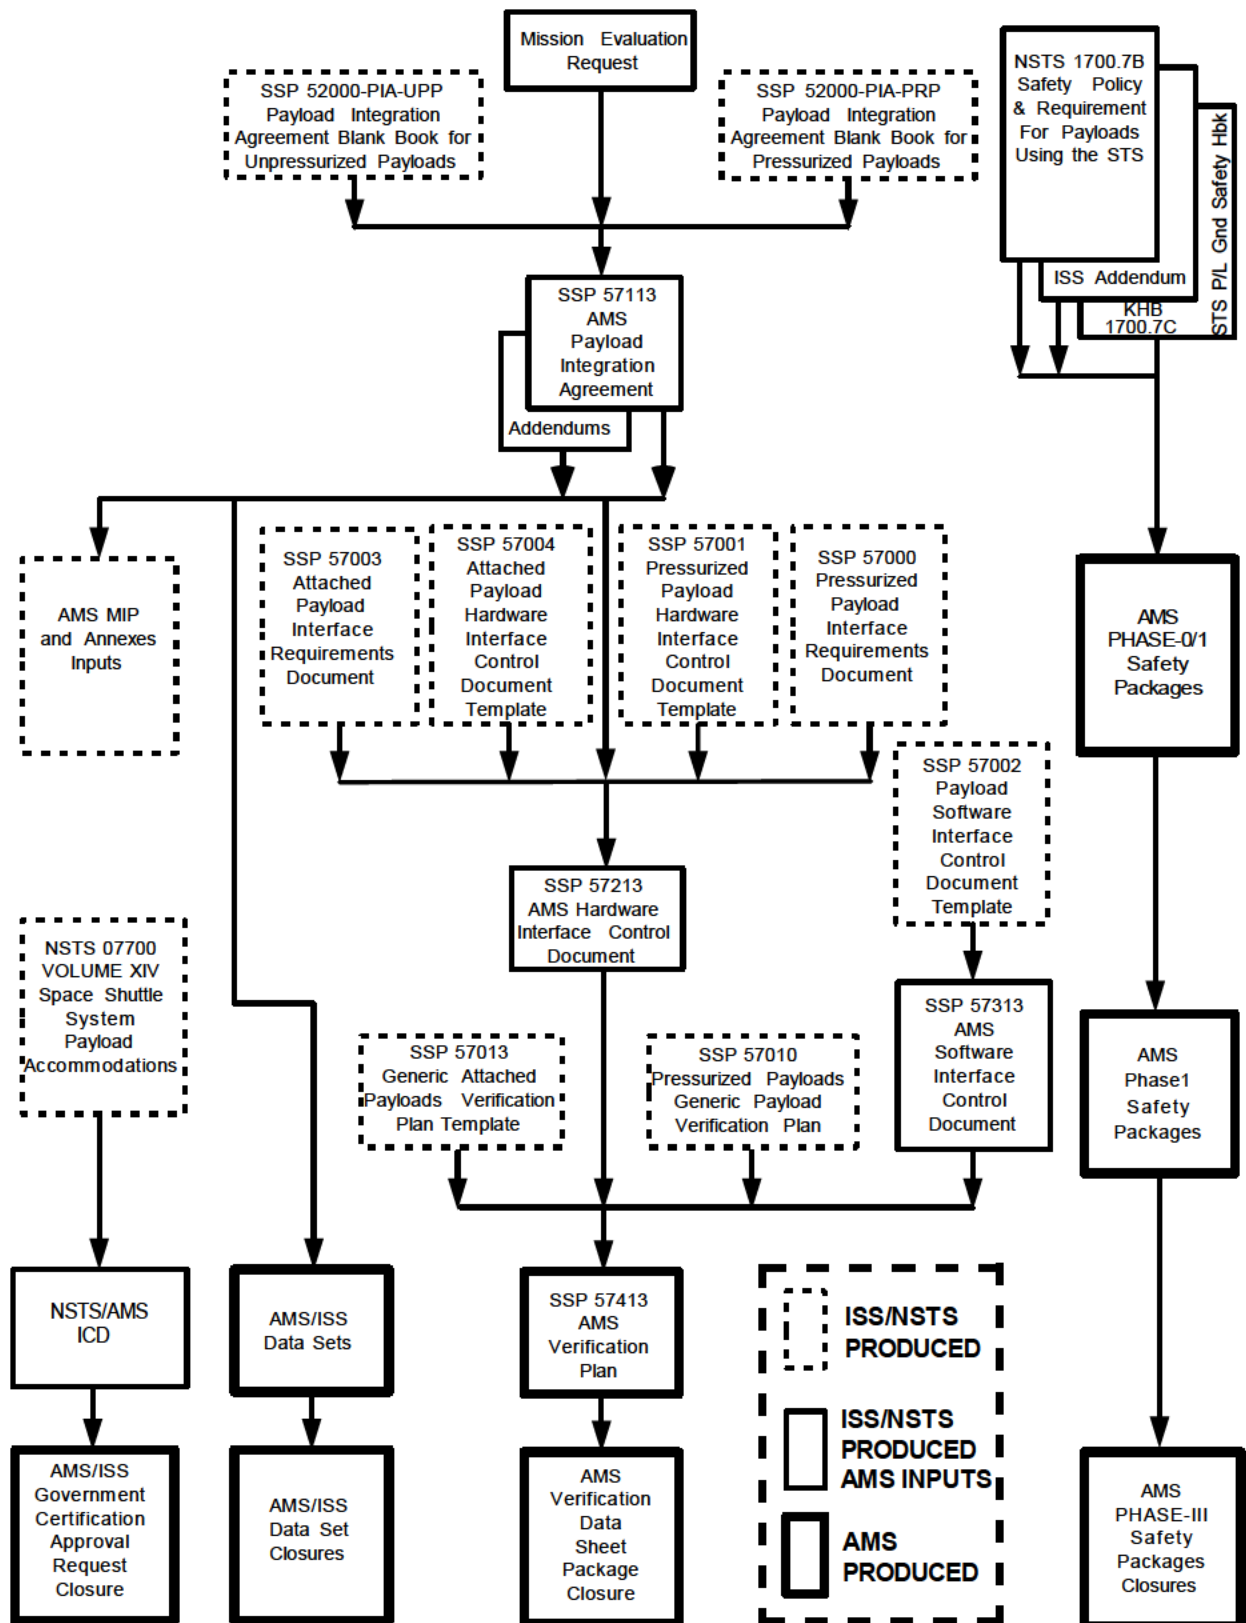 Mission Evaluation
Request
SSP 52000-PIA-UPP
Payload Integration
Agreement Blank Book for
Unpressurized Payloads
SSP 52000-PIA-PRP
Payload Integration
Agreement Blank Book for
Pressurized Payloads
NSTS 1700.7B
Safety Policy
& Requirement
For Payloads
Using the STS
ISS Addendum
KHB
1700.7C
STS P/L Gnd Safety Hbk
SSP 57113
AMS
Payload
Integration
Agreement
Addendums
AMS MIP
and Annexes
Inputs
SSP 57003
Attached
Payload
Interface
Requirements
Document
SSP 57004
Attached
Payload
Hardware
Interface
Control
Document
Template
SSP 57001
Pressurized
Payload
Hardware
Interface
Control
Document
Template
SSP 57000
Pressurized
Payload
Interface
Requirements
Document
AMS
PHASE-0/1
Safety
Packages
SSP 57002
Payload
Software
Interface
Control
Document
Template
SSP 57213
AMS Hardware
Interface Control
Document
NSTS 07700
VOLUME XIV
Space Shuttle
System
Payload
Accommodations
SSP 57313
AMS
Software
Interface
Control
Document
AMS
Phase1
Safety
Packages
SSP 57013
Generic Attached
Payloads Verification
Plan Template
SSP 57010
Pressurized Payloads
Generic Payload
Verification Plan
NSTS/AMS
ICD
AMS/ISS
Data Sets
SSP 57413
AMS
Verification
Plan
ISS/NSTS
PRODUCED
ISS/NSTS
PRODUCED
AMS INPUTS
AMS
PRODUCED
AMS/ISS
Government
Certification
Approval
Request
Closure
AMS/ISS
Data Set
Closures
AMS
Verification
Data
Sheet
Package
Closure
AMS
PHASE-III
Safety
Packages
Closures